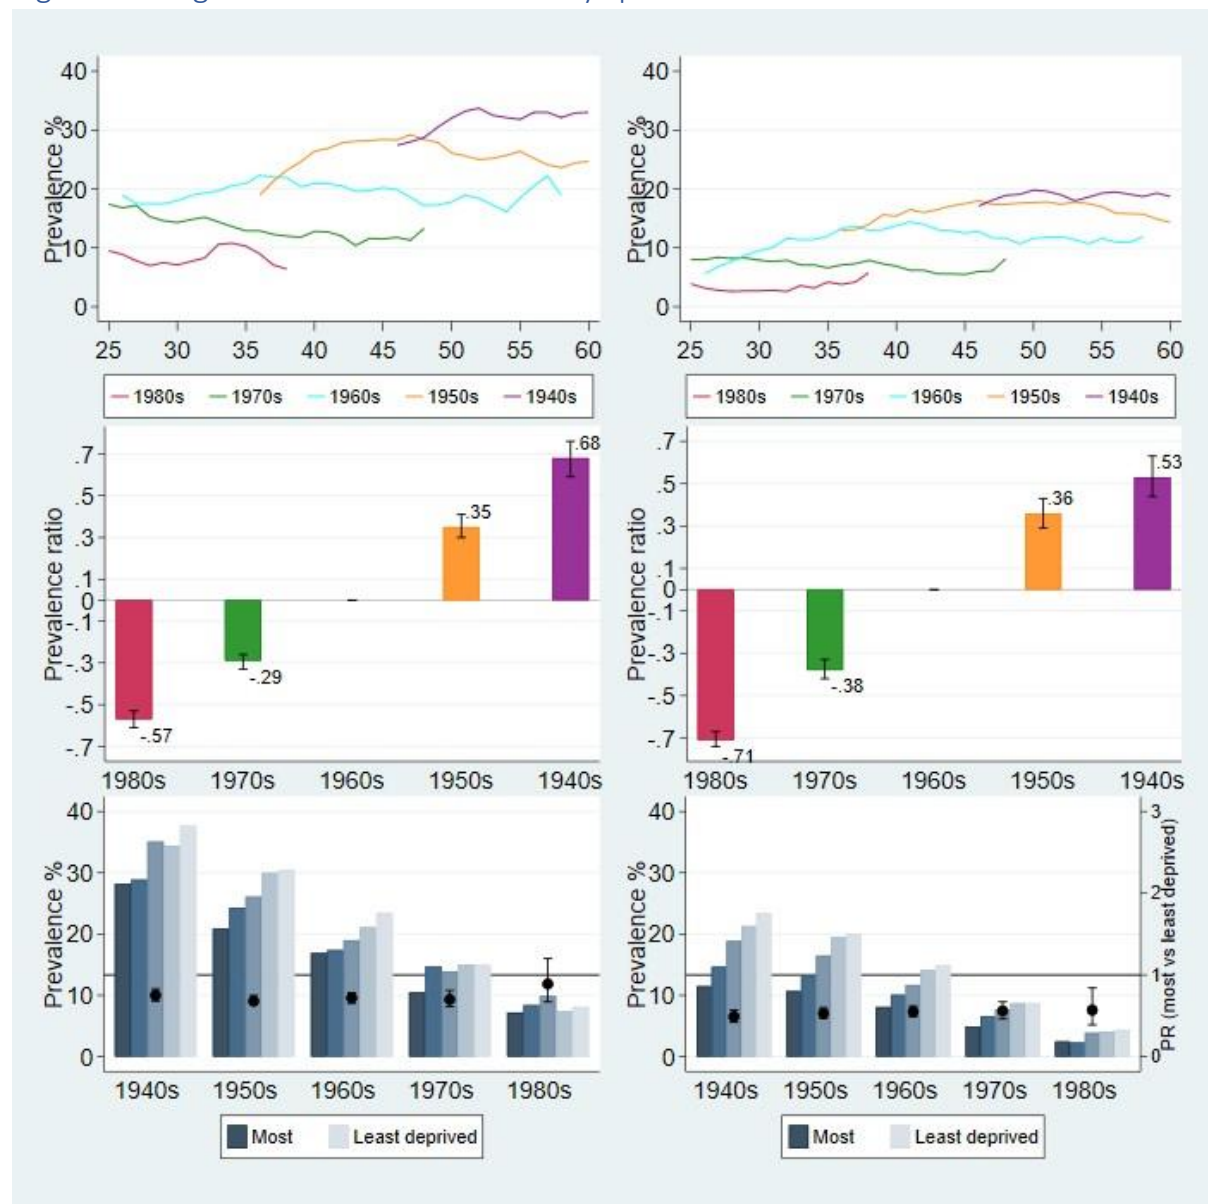 40
30
20
10
0
Prevalence %
25 30 35 40 45 50 55 60
1980s 1970s 1960s 1950s 1940s
40
30
20
10
0
Prevalence %
25 30 35 40 45 50 55 60
1980s 1970s 1960s 1950s 1940s
.7
.5
.3
.1
0
-.1
-.3
-.5
-.7
Prevalence ratio
-.57
-.29
.35
.68
1980s 1970s 1960s 1950s 1940s
.7
.5
.3
.1
0
-.1
-.3
-.5
-.7
Prevalence ratio
-.71
-.38
.36
.53
1980s 1970s 1960s 1950s 1940s
40
30
20
10
0
Prevalence %
1940s 1950s 1960s 1970s 1980s
Most Least deprived
40
30
20
10
0
Prevalence %
3
2
1
0
PR (most vs least deprived)
1940s 1950s 1960s 1970s 1980s
Most Least deprived